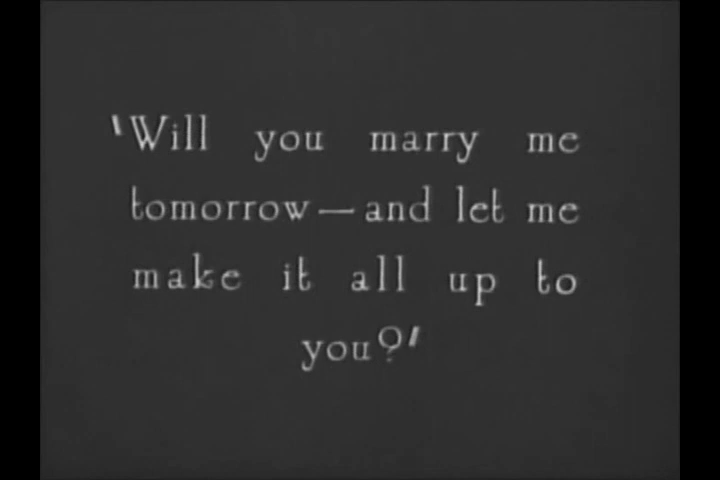 "Will you marry me
tomorrow—and let me
make it all up to
you?"